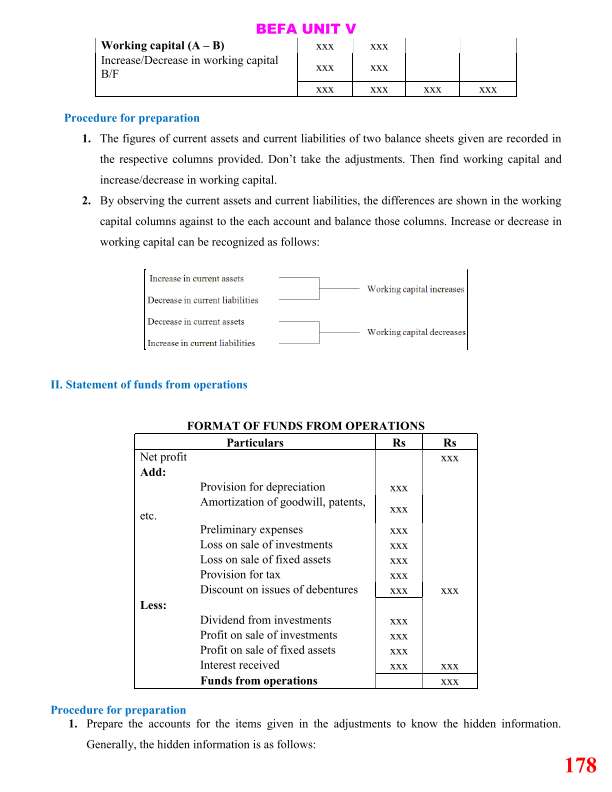 BEFA UNIT V
Working capital (A – B) xxx xxx
Increase/Decrease in working capital
B/F xxx xxx
xxx xxx xxx xxx
Procedure for preparation
1. The figures of current assets and current liabilities of two balance sheets given are recorded in
the respective columns provided. Don't take the adjustments. Then find working capital and
increase/decrease in working capital.
2. By observing the current assets and current liabilities, the differences are shown in the working
capital columns against to the each account and balance those columns. Increase or decrease in
working capital can be recognized as follows:
Increase in current assets
Working capital increases
Decrease in current liabilities
Decrease in current assets
Working capital decreases
Increase in current liabilities
II. Statement of funds from operations
FORMAT OF FUNDS FROM OPERATIONS
Particulars Rs Rs
Net profit xxx
Add:
Provision for depreciation xxx
Amortization of goodwill, patents,
etc. xxx
Preliminary expenses xxx
Loss on sale of investments xxx
Loss on sale of fixed assets xxx
Provision for tax xxx
Discount on issues of debentures xxx xxx
Less:
Dividend from investments xxx
Profit on sale of investments xxx
Profit on sale of fixed assets xxx
Interest received xxx xxx
Funds from operations xxx
Procedure for preparation
1. Prepare the accounts for the items given in the adjustments to know the hidden information.
Generally, the hidden information is as follows:
178